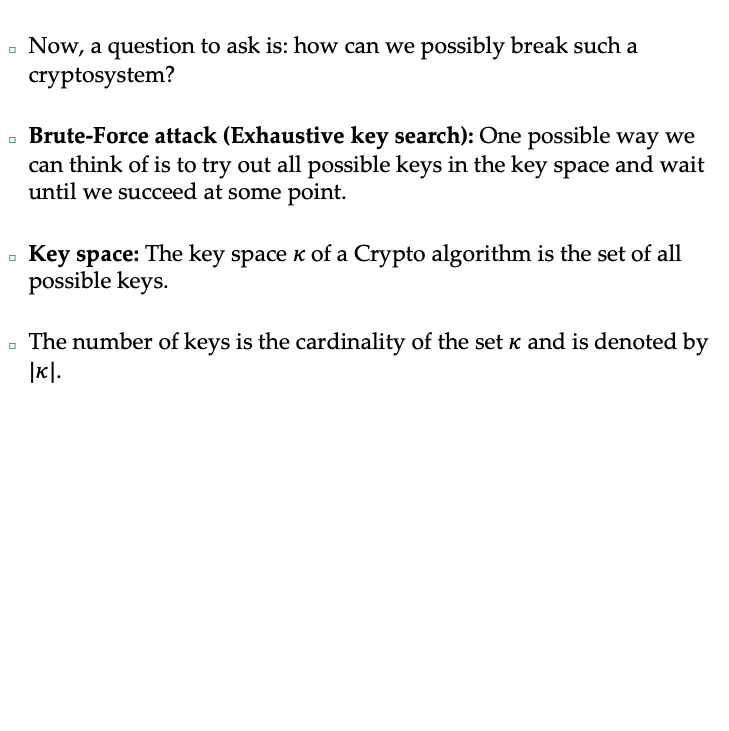 Now, a question to ask is: how can we possibly break such a
cryptosystem?
Brute-Force attack (Exhaustive key search): One possible way we
can think of is to try out all possible keys in the key space and wait
until we succeed at some point.
Key space: The key space κ of a Crypto algorithm is the set of all
possible keys.
The number of keys is the cardinality of the set κ and is denoted by
|κ|.